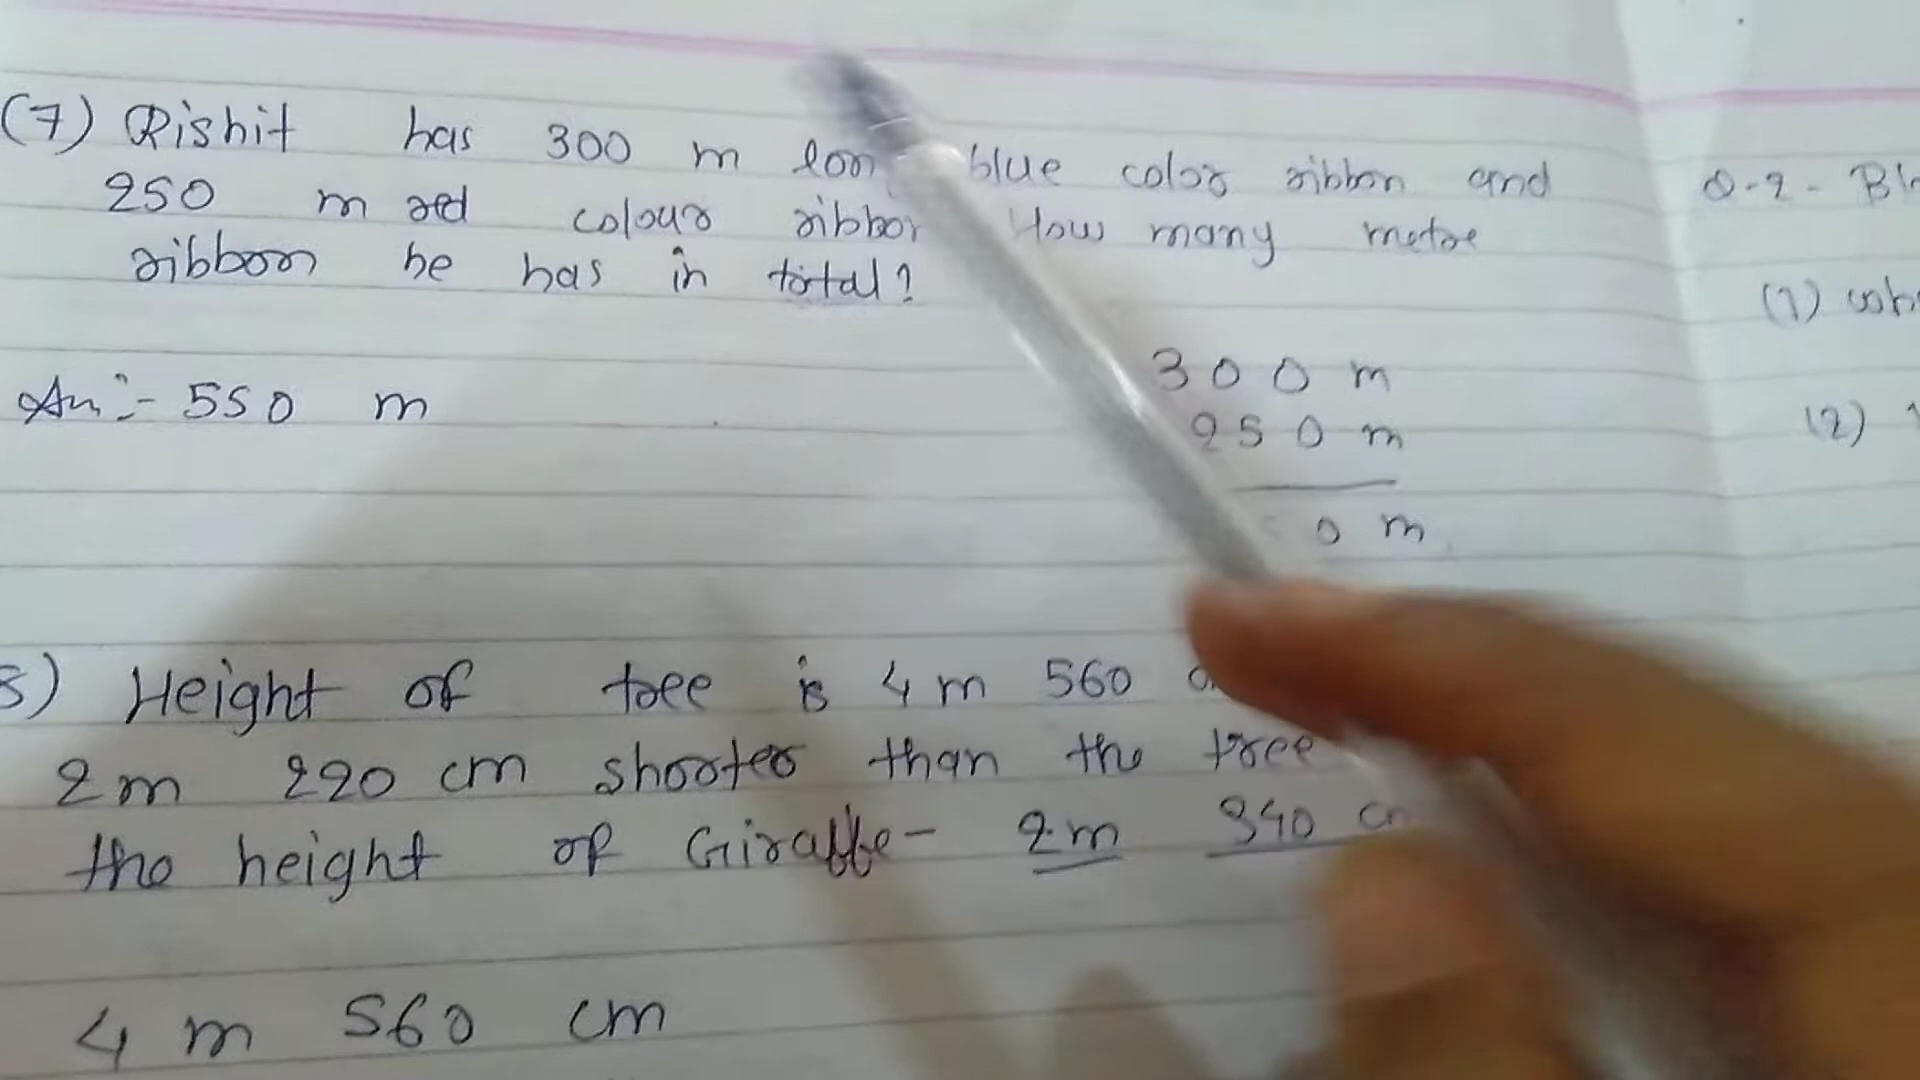 (7) Rishit has 300 m blue color ribbon and
250 m red colour How many metre
ribbon he has in total?
300 m
Ans:- 550 m
250 m
0 m
) Height of tree is 4 m 560
2 m 220 cm shorter than the tree
the height of Giraffe - 2 m 340
4 m 560 cm
Q-2-
(1)
(2)